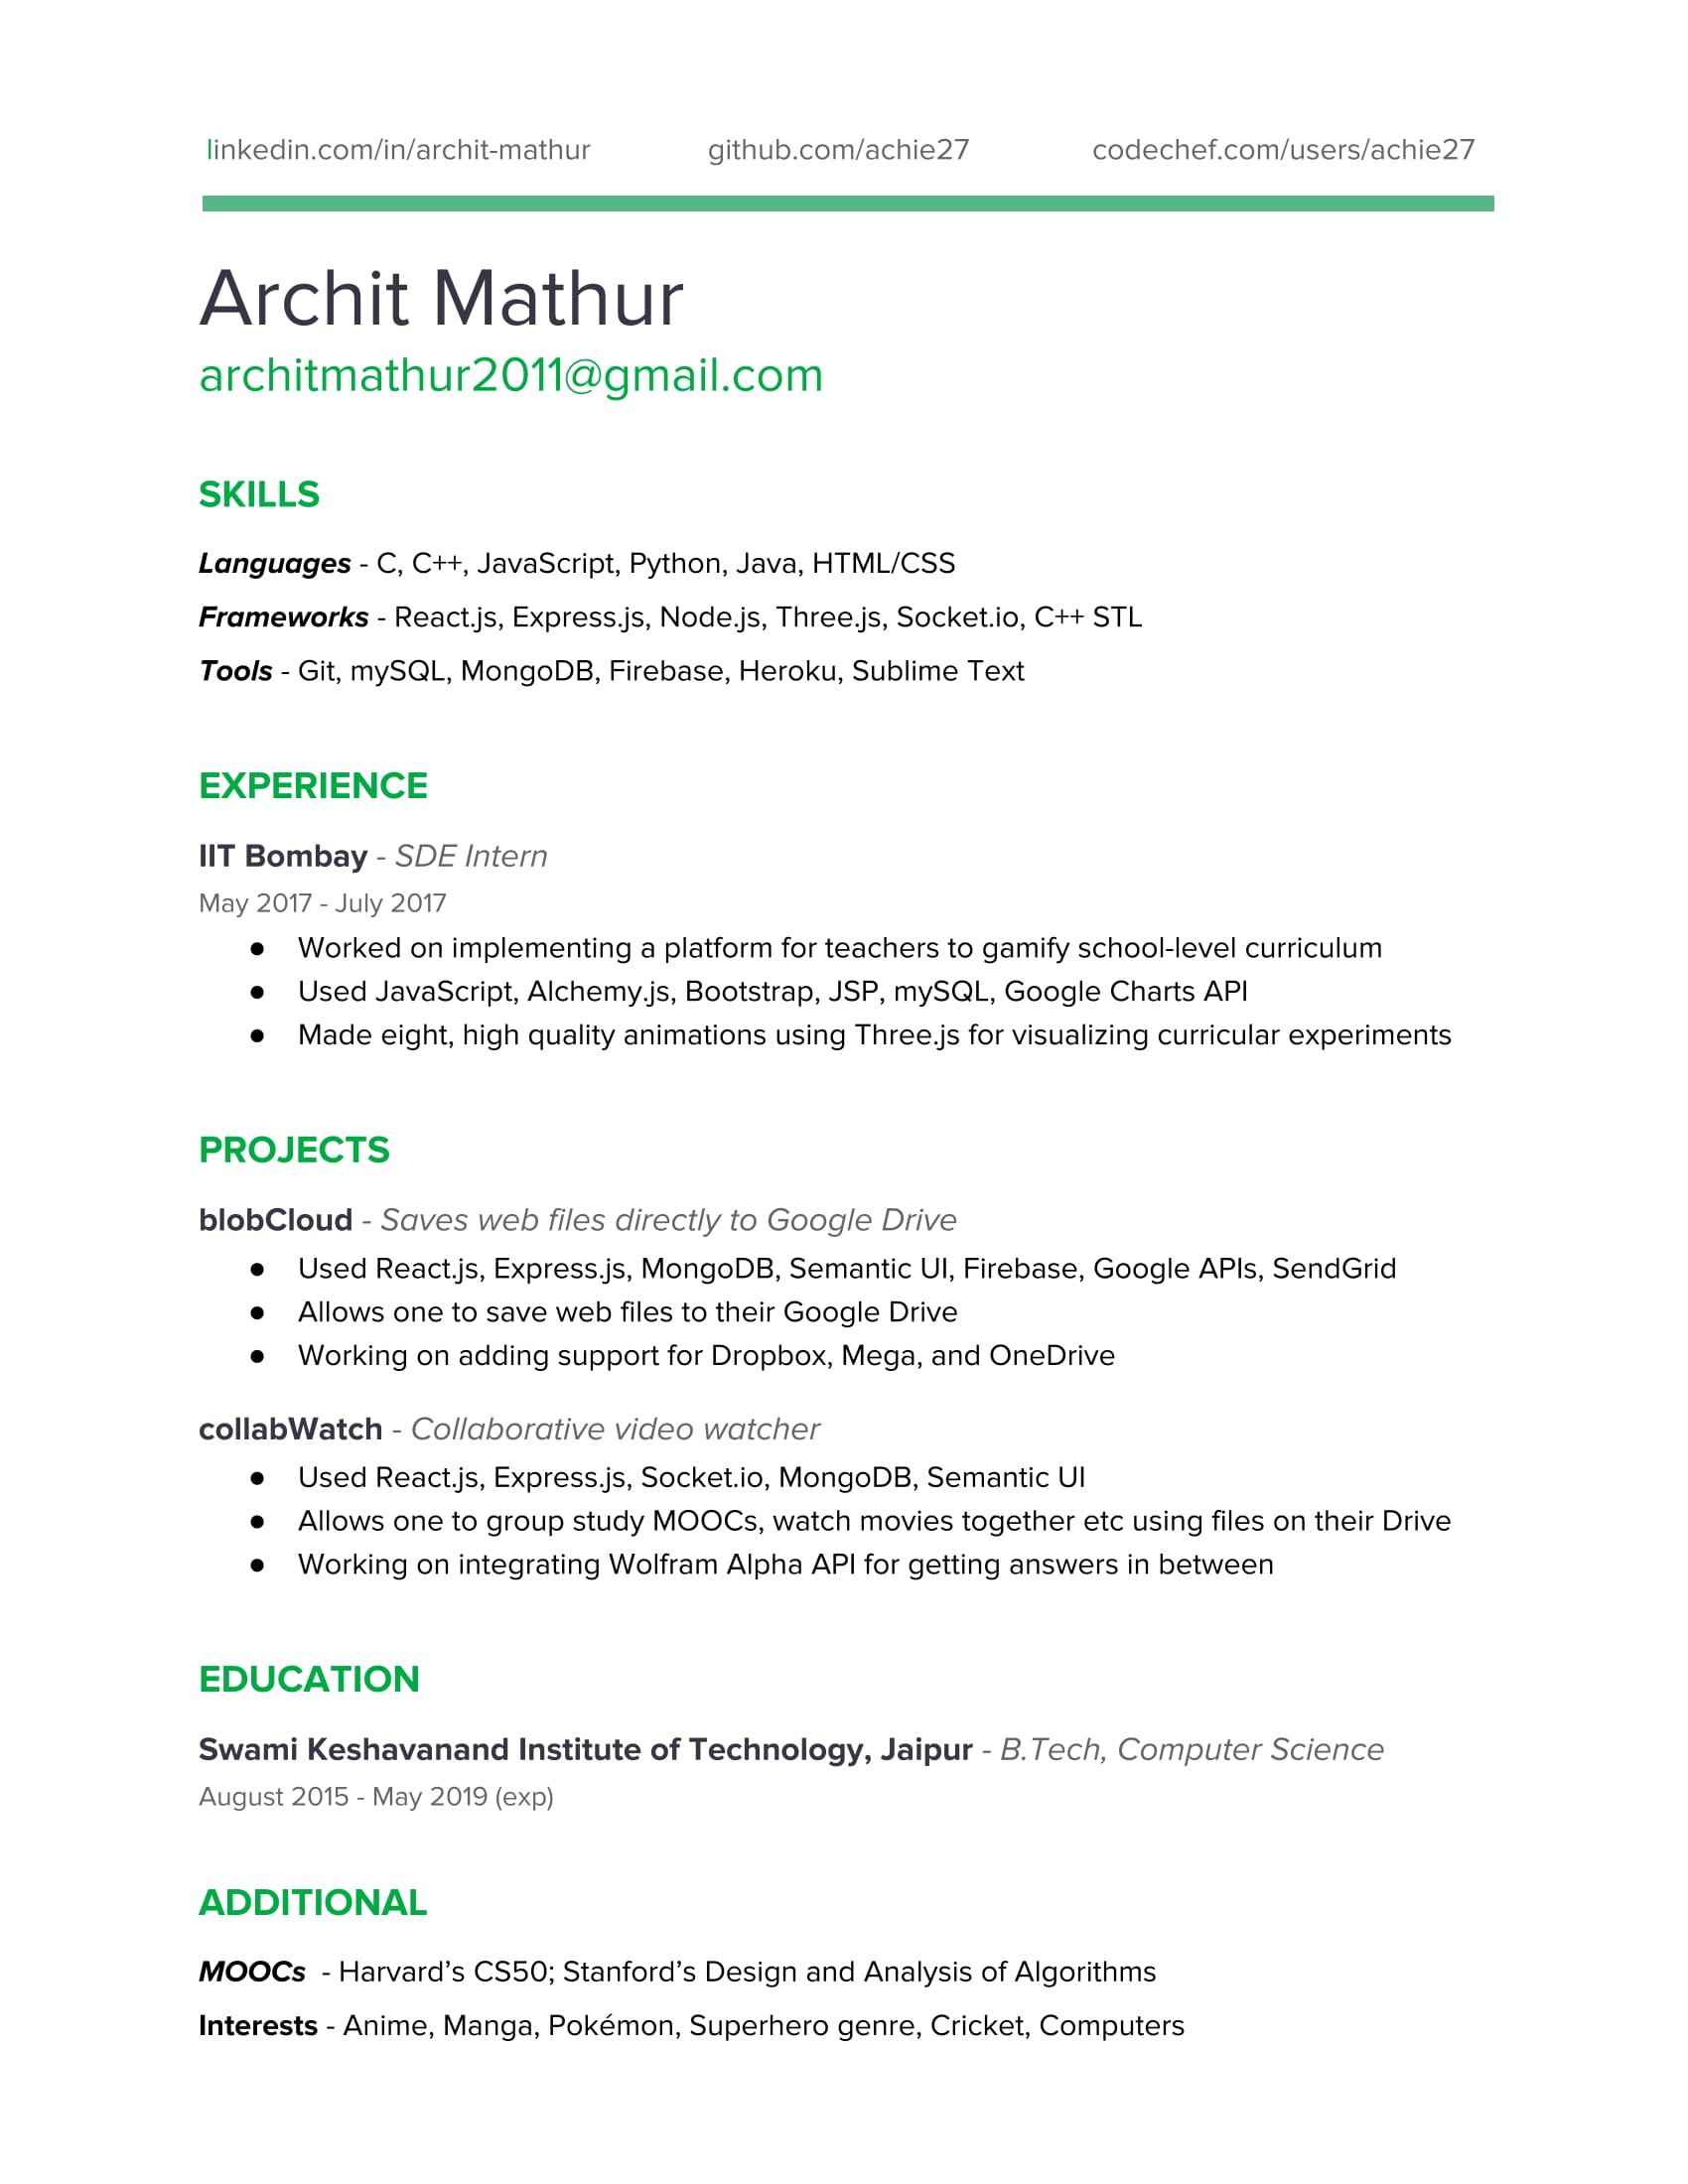 linkedin.com/in/archit-mathur github.com/achie27 codechef.com/users/achie27
Archit Mathur
architmathur2011@gmail.com
SKILLS
Languages - C, C++, JavaScript, Python, Java, HTML/CSS
Frameworks - React.js, Express.js, Node.js, Three.js, Socket.io, C++ STL
Tools - Git, mySQL, MongoDB, Firebase, Heroku, Sublime Text
EXPERIENCE
IIT Bombay - SDE Intern
May 2017 - July 2017
● Worked on implementing a platform for teachers to gamify school-level curriculum
● Used JavaScript, Alchemy.js, Bootstrap, JSP, mySQL, Google Charts API
● Made eight, high quality animations using Three.js for visualizing curricular experiments
PROJECTS
blobCloud - Saves web files directly to Google Drive
● Used React.js, Express.js, MongoDB, Semantic UI, Firebase, Google APIs, SendGrid
● Allows one to save web files to their Google Drive
● Working on adding support for Dropbox, Mega, and OneDrive
collabWatch - Collaborative video watcher
● Used React.js, Express.js, Socket.io, MongoDB, Semantic UI
● Allows one to group study MOOCs, watch movies together etc using files on their Drive
● Working on integrating Wolfram Alpha API for getting answers in between
EDUCATION
Swami Keshavanand Institute of Technology, Jaipur - B.Tech, Computer Science
August 2015 - May 2019 (exp)
ADDITIONAL
MOOCs - Harvard’s CS50; Stanford’s Design and Analysis of Algorithms
Interests - Anime, Manga, Pokémon, Superhero genre, Cricket, Computers